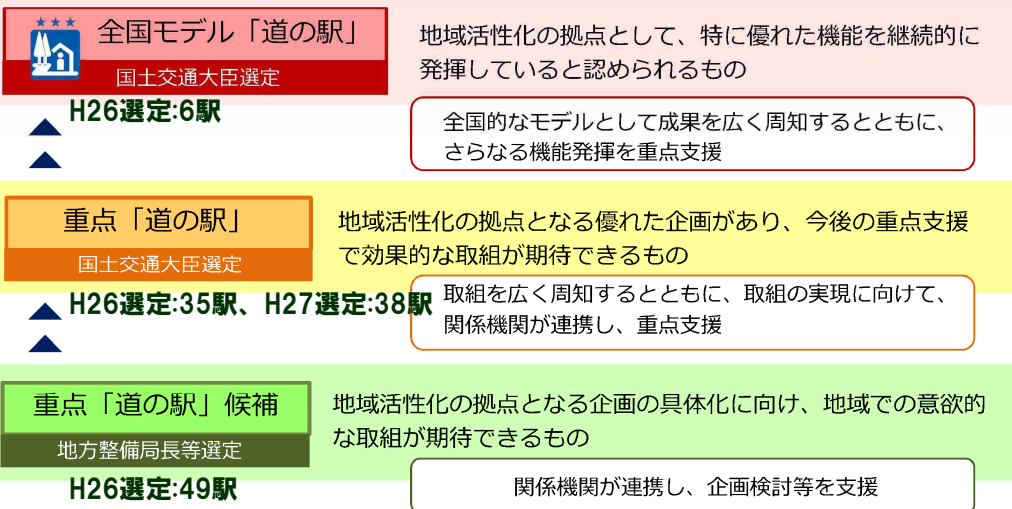 全国モデル「道の駅」
国土交通大臣選定
地域活性化の拠点として、特に優れた機能を継続的に
発揮していると認められるもの
H26選定:6駅
全国的なモデルとして成果を広く周知するとともに、
さらなる機能発揮を重点支援
重点「道の駅」
国土交通大臣選定
地域活性化の拠点となる優れた企画があり、今後の重点支援
で効果的な取組が期待できるもの
H26選定:35駅、H27選定:38駅
取組を広く周知するとともに、取組の実現に向けて、
関係機関が連携し、重点支援
重点「道の駅」候補
地方整備局長等選定
地域活性化の拠点となる企画の具体化に向け、地域での意欲的
な取組が期待できるもの
H26選定:49駅
関係機関が連携し、企画検討等を支援